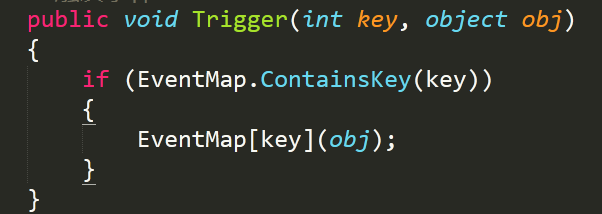 public void Trigger(int key, object obj)
{
if (EventMap.ContainsKey(key))
{
EventMap[key](obj);
}
}